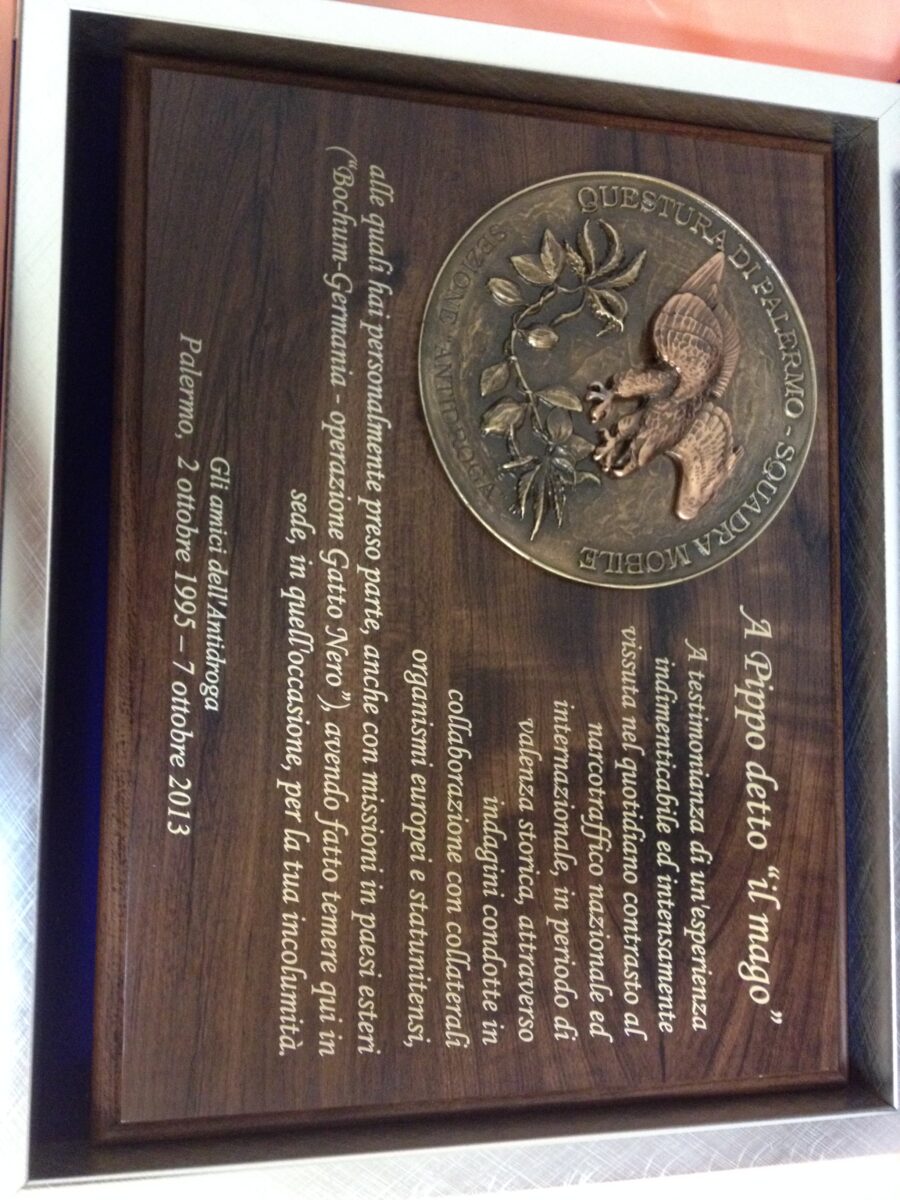 QUESTURA DI PALERMO - SQUADRA MOBILE
SEZIONE "ANTIDROGA"
A Pippo detto "il mago"
A testimonianza di un'esperienza
indimenticabile ed intensamente
vissuta nel quotidiano contrasto al
narcotraffico nazionale ed
internazionale, in periodo di
valenza storica, attraverso
indagini condotte in
collaborazione con collaterali
organismi europei e statunitensi,
alle quali hai personalmente preso parte, anche con missioni in paesi esteri
("Bochum-Germania - operazione Gatto Nero"), avendo fatto temere qui in
sede, in quell'occasione, per la tua incolumità.
Gli amici dell'Antidroga
Palermo, 2 ottobre 1995 – 7 ottobre 2013